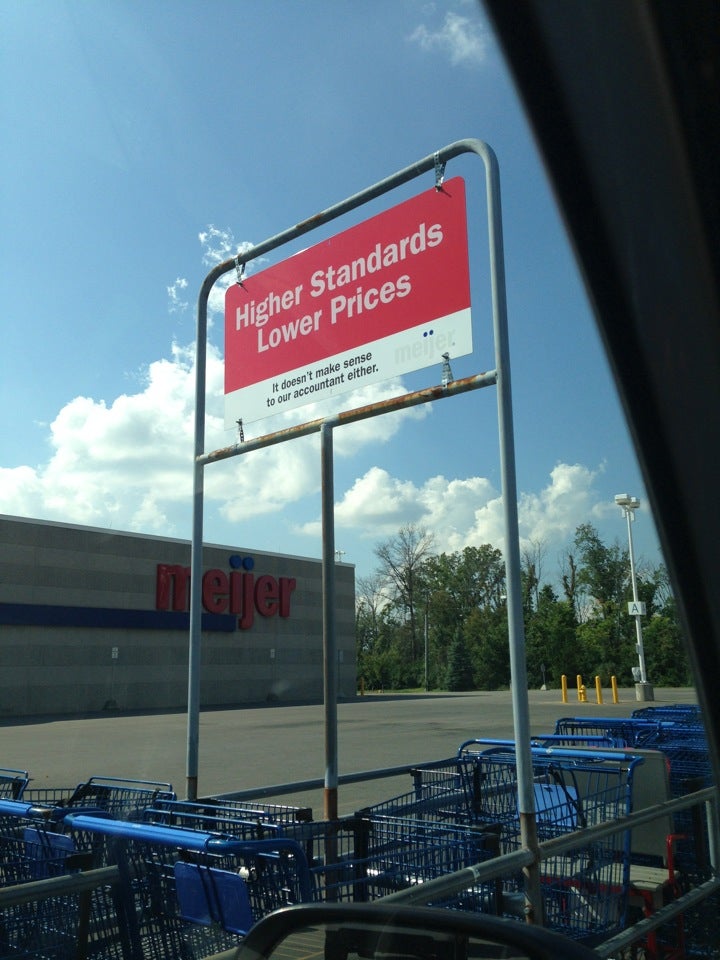 Higher Standards
Lower Prices
It doesn't make sense
to our accountant either.
meijer
meijer
A